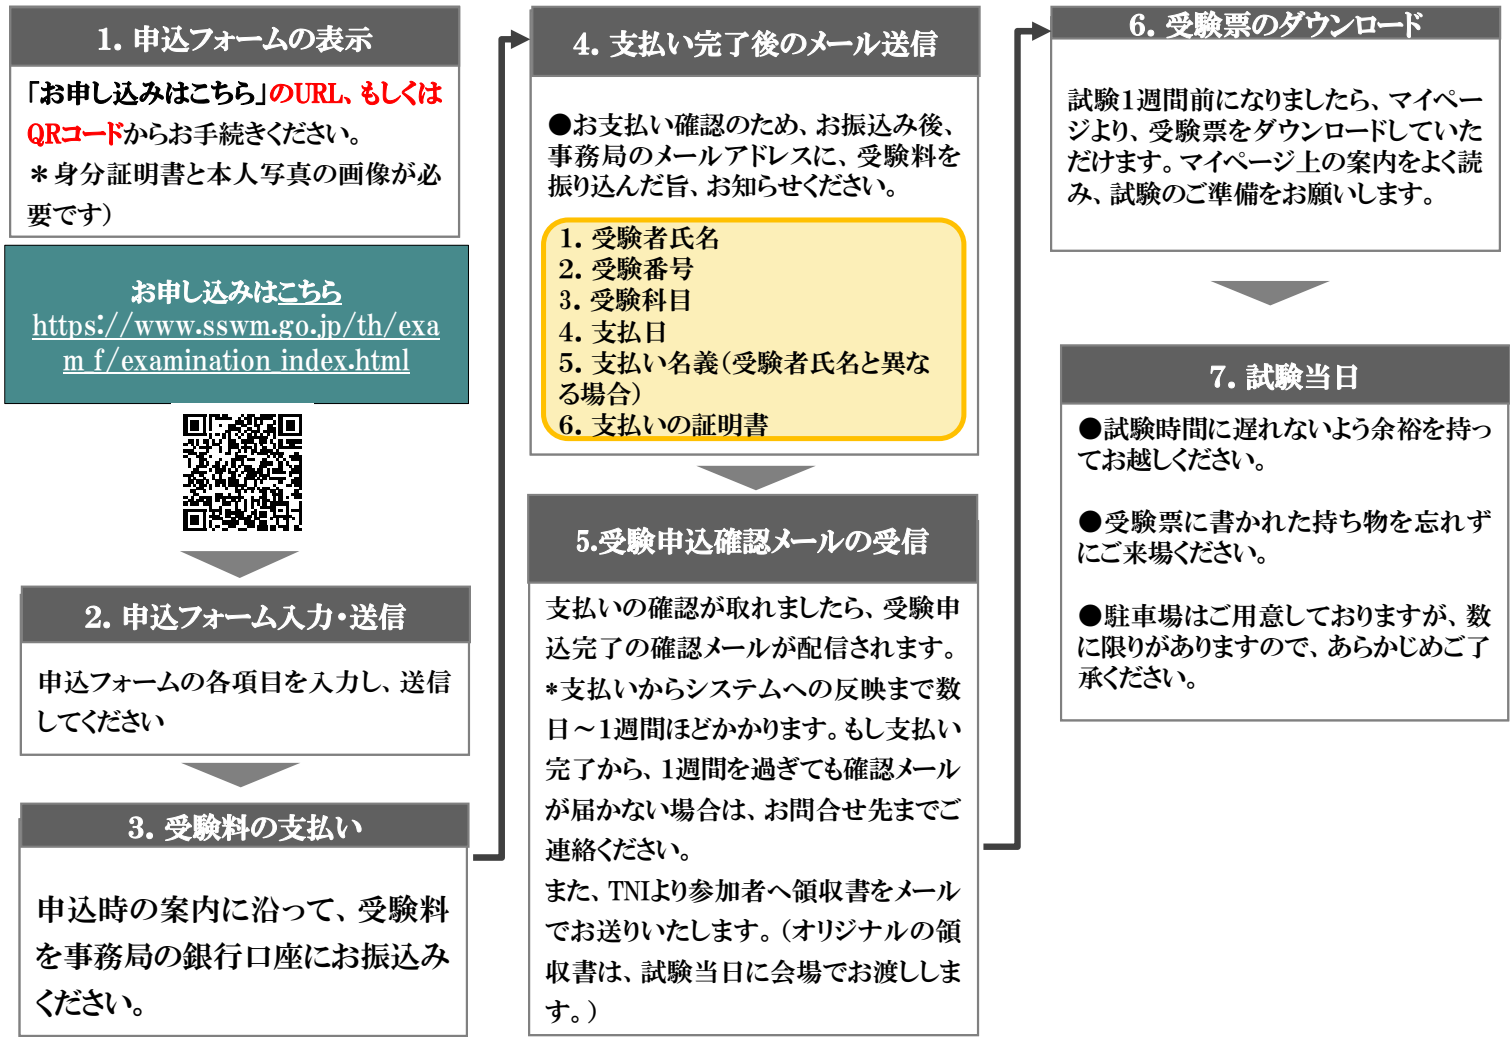 1. 申込フォームの表示
「お申し込みはこちら」のURL、もしくは
QRコードからお手続きください。
＊身分証明書と本人写真の画像が必
要です）
お申し込みはこちら
https://www.sswm.go.jp/th/exa
m_f/examination_index.html
2. 申込フォーム入力・送信
申込フォームの各項目を入力し、送信
してください
3. 受験料の支払い
申込時の案内に沿って、受験料
を事務局の銀行口座にお振込み
ください。
4. 支払い完了後のメール送信
●お支払い確認のため、お振込み後、
事務局のメールアドレスに、受験料を
振り込んだ旨、お知らせください。
1. 受験者氏名
2. 受験番号
3. 受験科目
4. 支払日
5. 支払い名義（受験者氏名と異な
る場合）
6. 支払いの証明書
5.受験申込確認メールの受信
支払いの確認が取れましたら、受験申
込完了の確認メールが配信されます。
*支払いからシステムへの反映まで数
日～1週間ほどかかります。もし支払い
完了から、1週間を過ぎても確認メール
が届かない場合は、お問合せ先までご
連絡ください。
また、TNIより参加者へ領収書をメール
でお送りいたします。（オリジナルの領
収書は、試験当日に会場でお渡ししま
す。）
6. 受験票のダウンロード
試験1週間前になりましたら、マイペー
ジより、受験票をダウンロードしていた
だけます。マイページ上の案内をよく読
み、試験のご準備をお願いします。
7. 試験当日
●試験時間に遅れないよう余裕を持っ
てお越しください。
●受験票に書かれた持ち物を忘れず
にご来場ください。
●駐車場はご用意しておりますが、数
に限りがありますので、あらかじめご了
承ください。